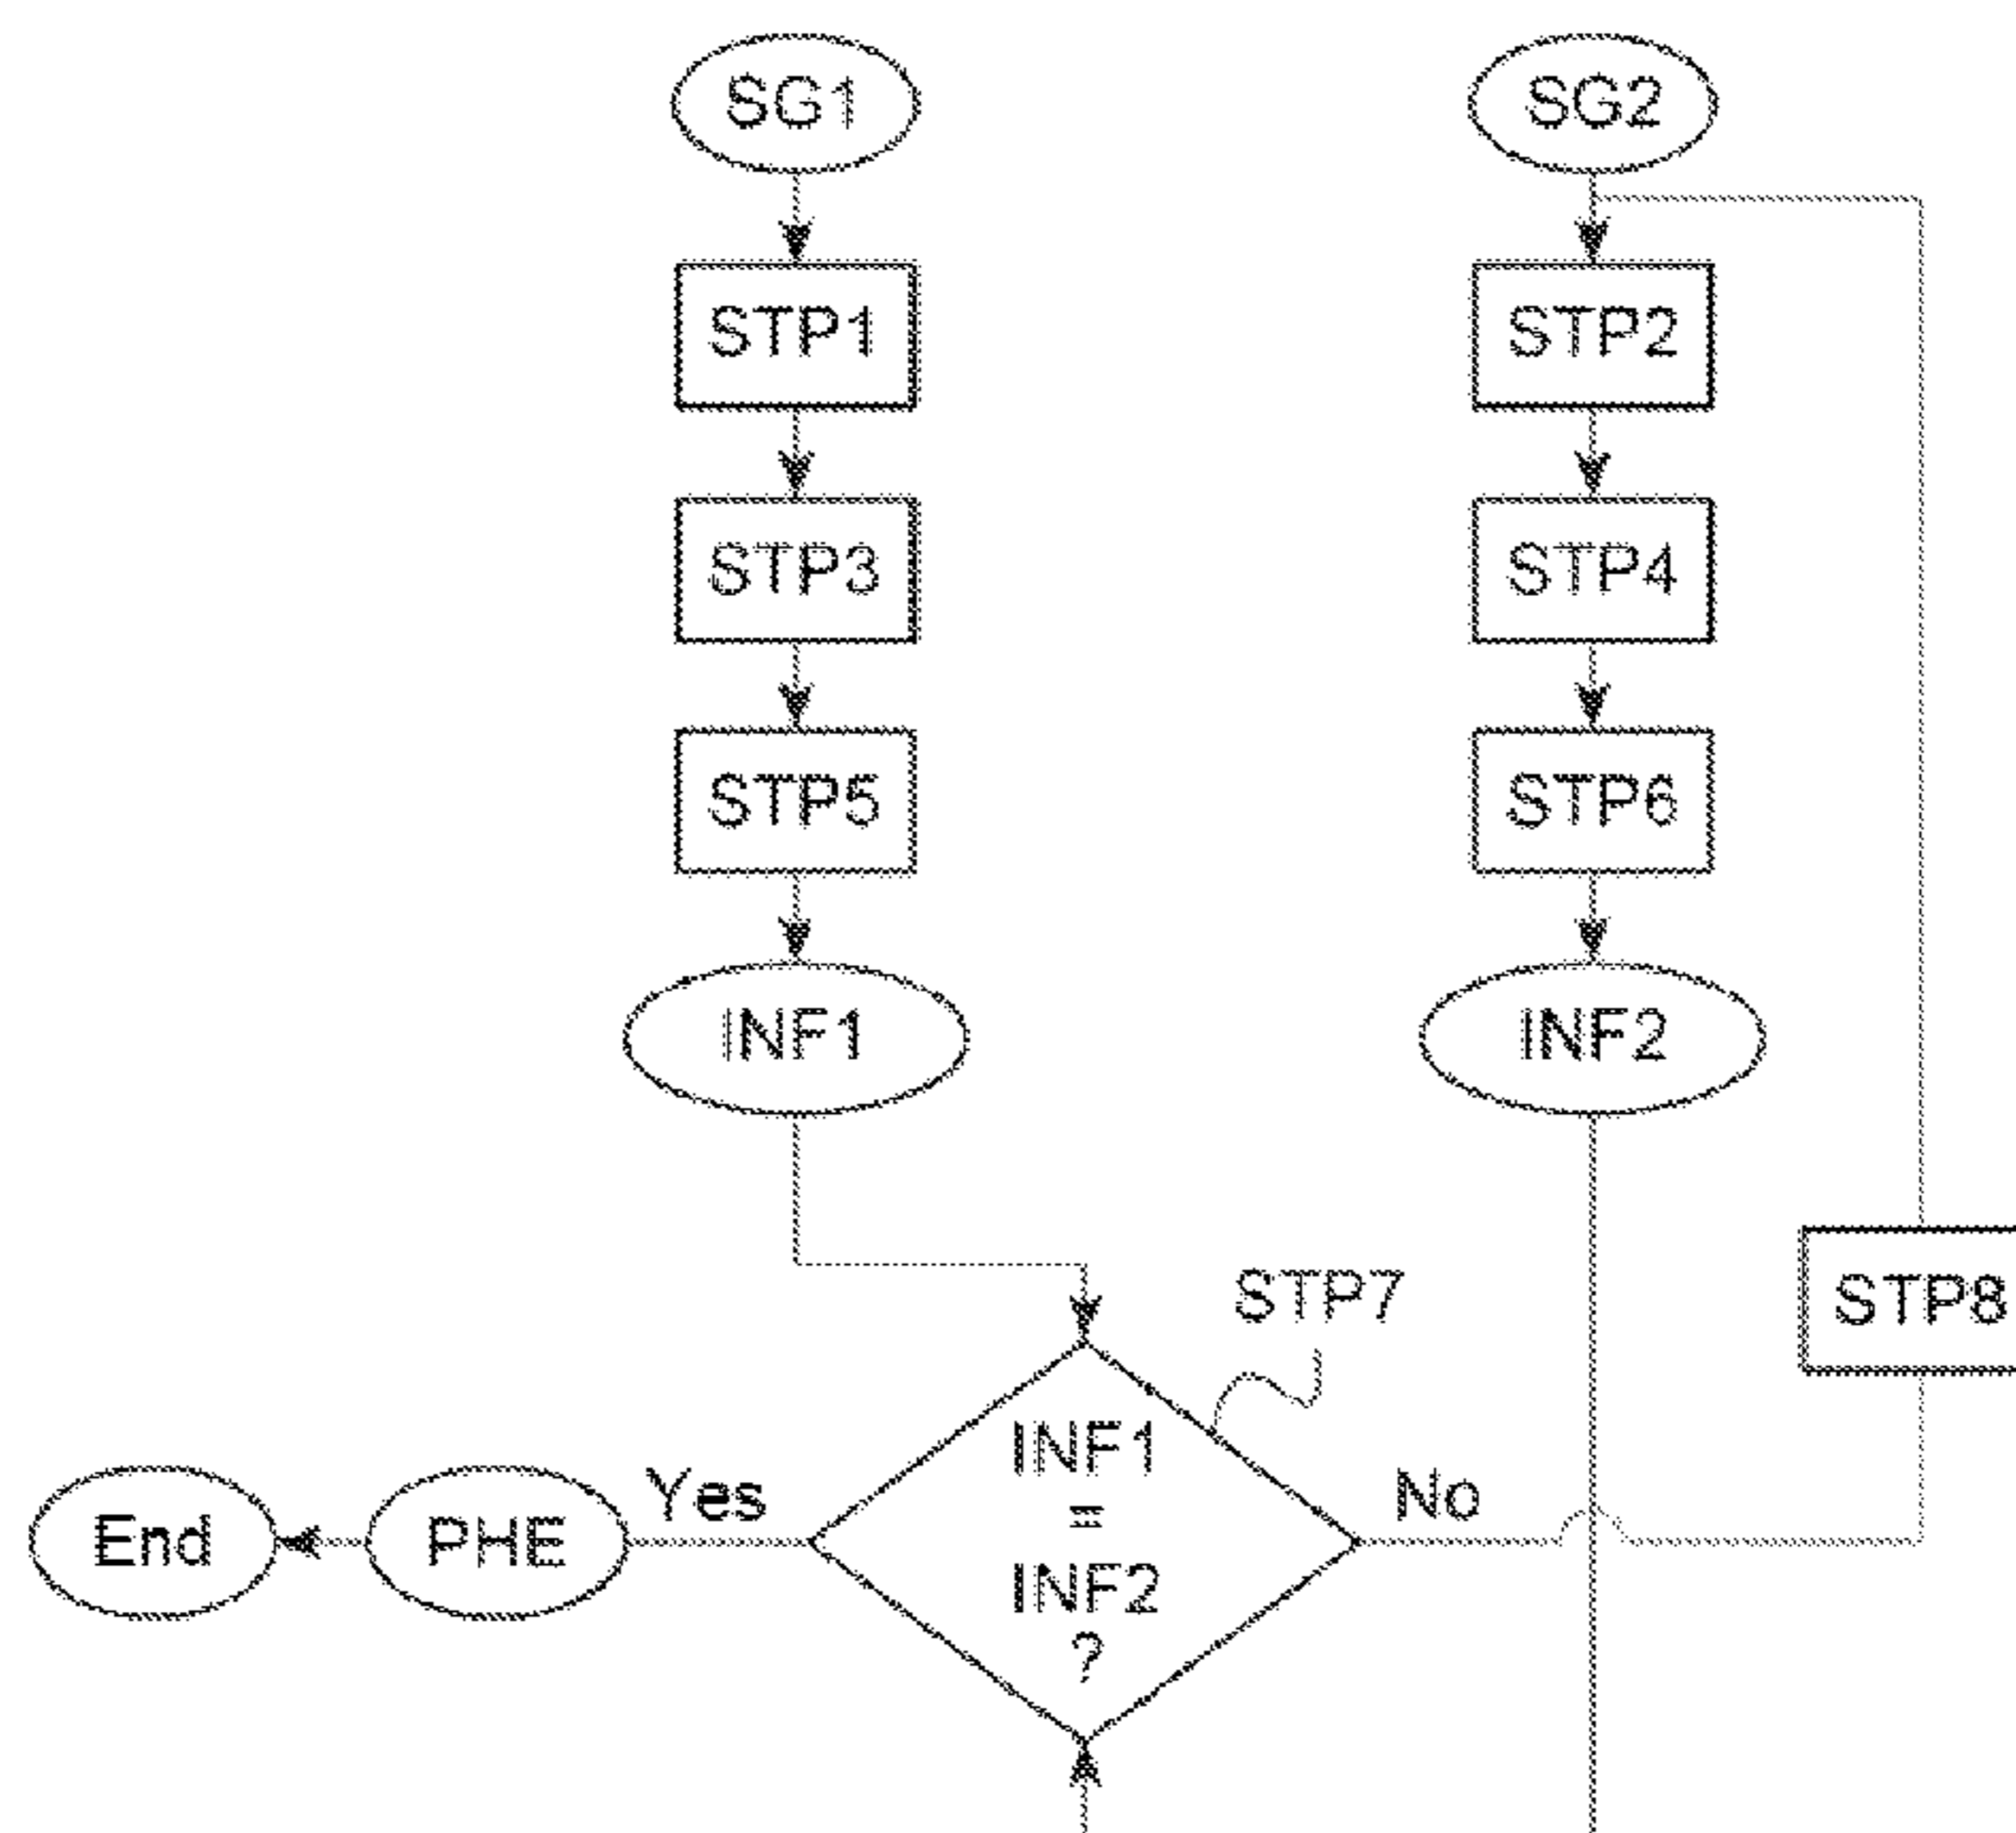 SG1
SG2
STP1
STP2
STP3
STP4
STP5
STP6
INF1
INF2
STP7
STP8
INF1
=
INF2
?
Yes
No
PHE
End